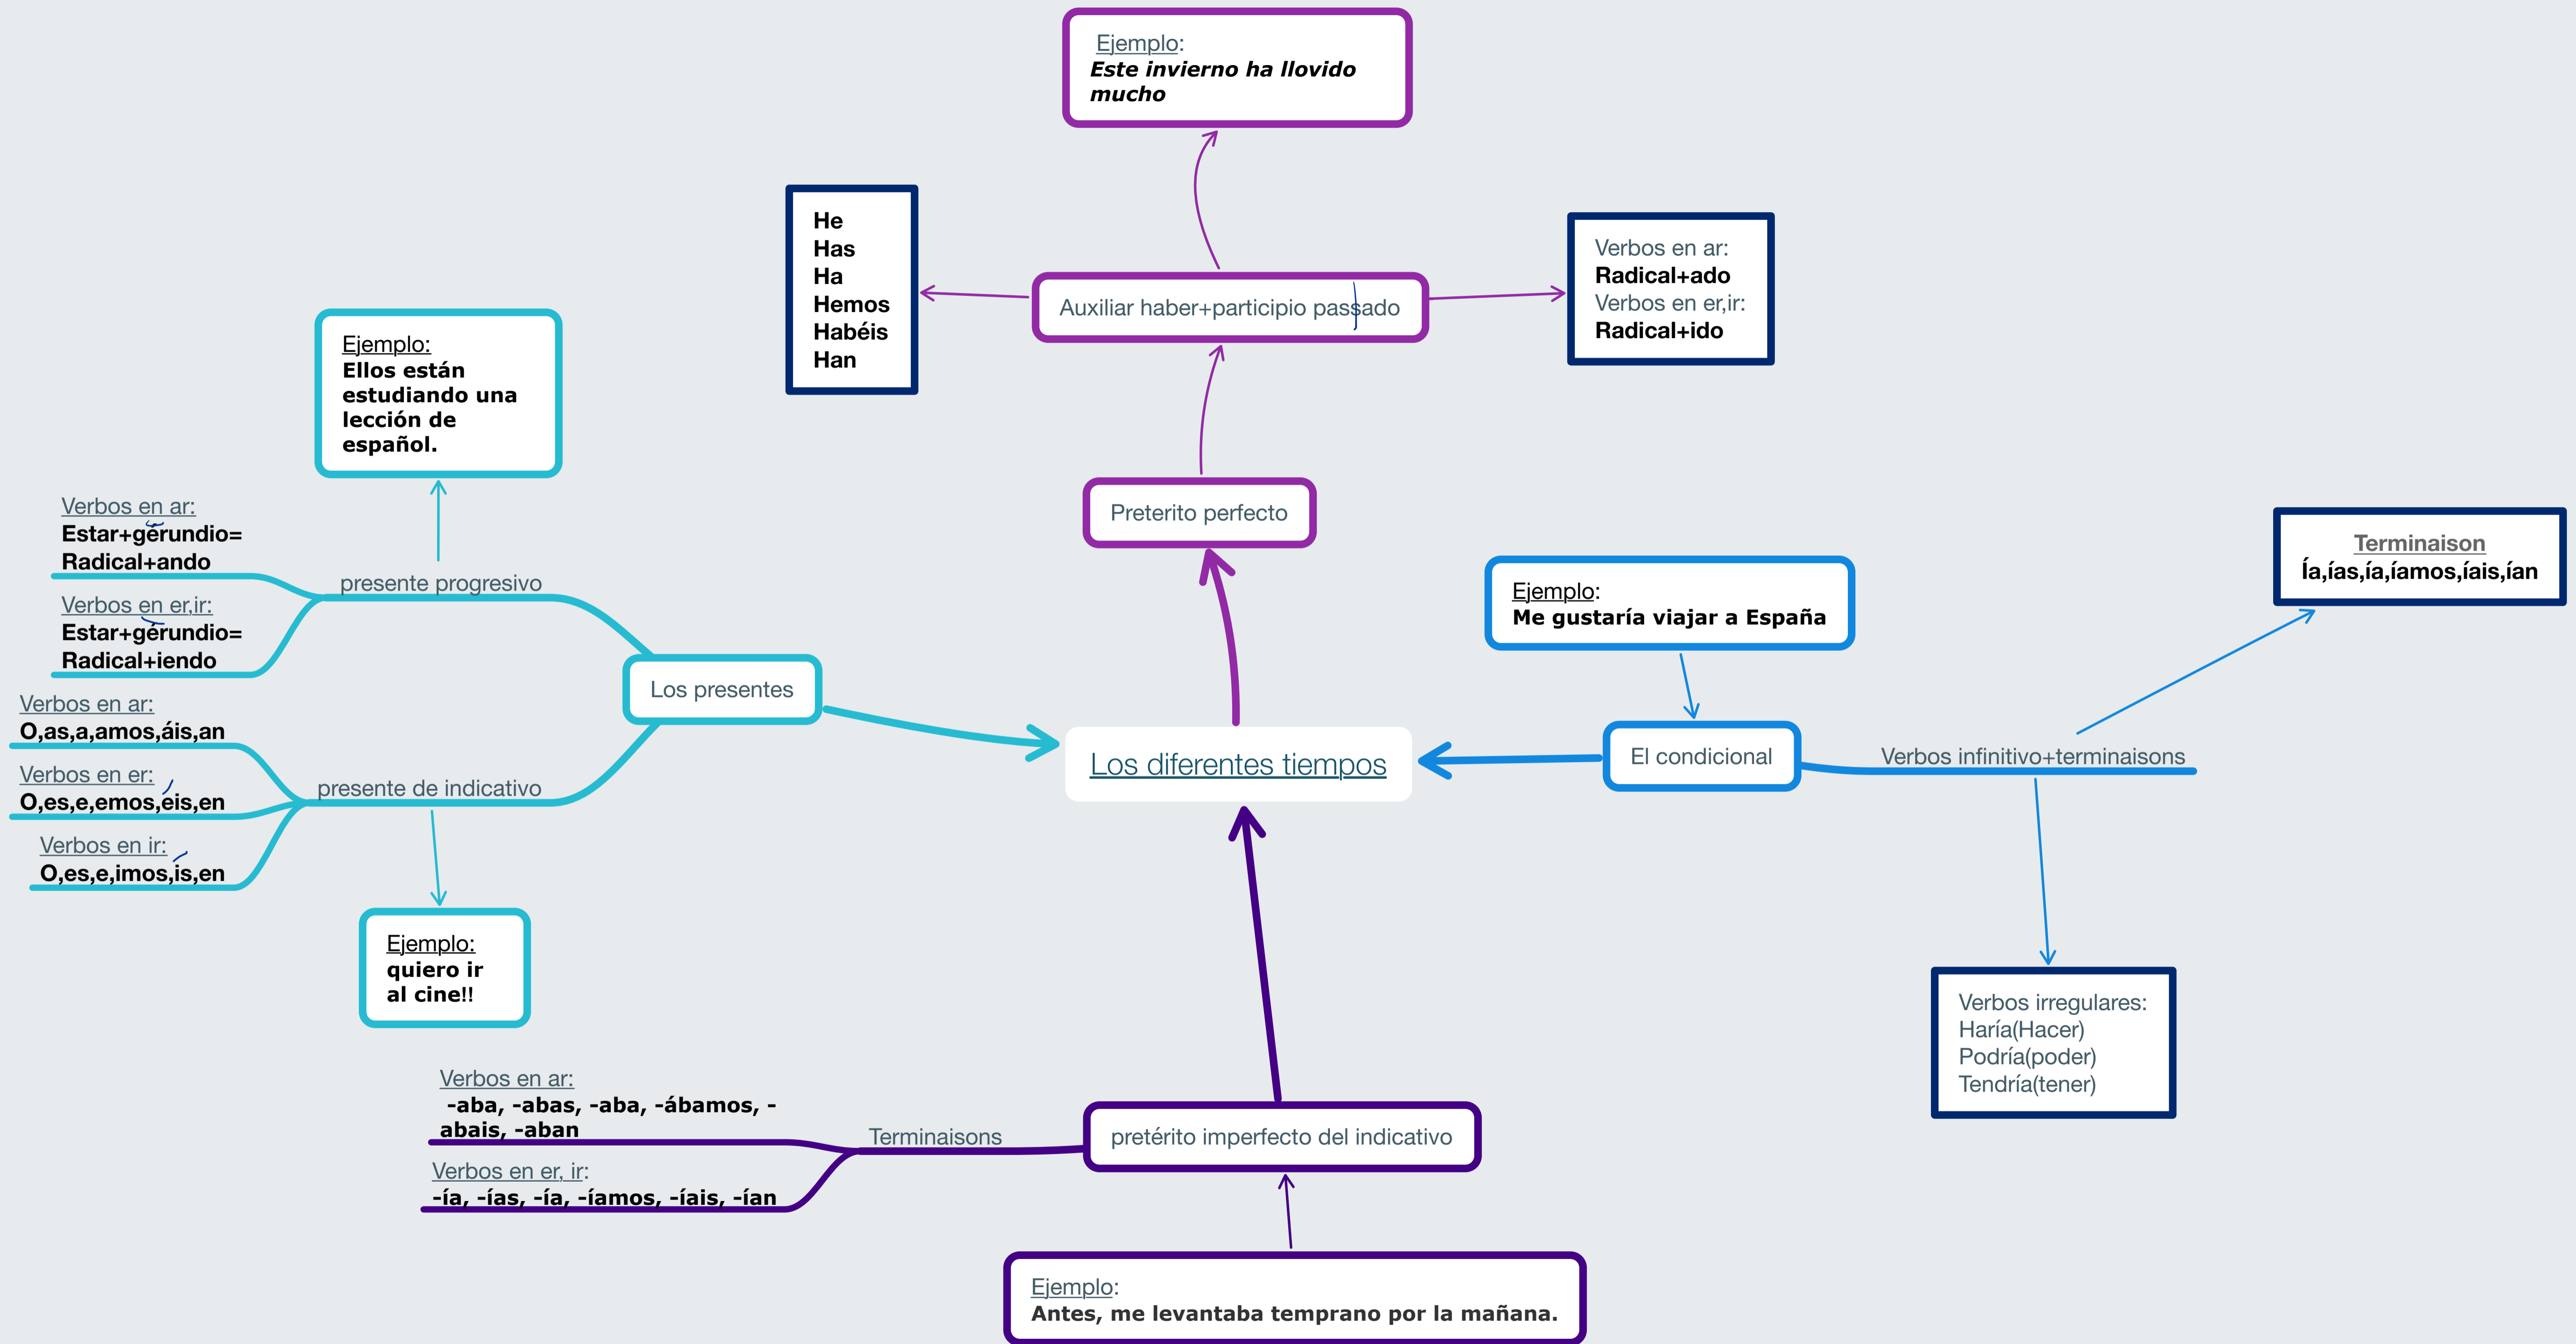 Ejemplo:
Este invierno ha llovido
mucho
He
Has
Ha
Hemos
Habéis
Han
Auxiliar haber+participio passado
Verbos en ar:
Radical+ado
Verbos en er,ir:
Radical+ido
Preterito perfecto
Ejemplo:
Ellos están
estudiando una
lección de
español.
Verbos en ar:
Estar+gérundio=
Radical+ando
presente progresivo
Verbos en er,ir:
Estar+gérundio=
Radical+iendo
Los presentes
Verbos en ar:
O,as,a,amos,áis,an
Verbos en er:
O,es,e,emos,eis,en
presente de indicativo
Verbos en ir:
O,es,e,imos,is,en
Ejemplo:
quiero ir
al cine!!
Los diferentes tiempos
Ejemplo:
Me gustaría viajar a España
El condicional
Verbos infinitivo+terminaisons
Terminaison
Ía,ías,ía,íamos,íais,ían
Verbos irregulares:
Haría(Hacer)
Podría(poder)
Tendría(tener)
Verbos en ar:
-aba, -abas, -aba, -ábamos, -
abais, -aban
Terminaisons
Verbos en er, ir:
-ía, -ías, -ía, -íamos, -íais, -ían
pretérito imperfecto del indicativo
Ejemplo:
Antes, me levantaba temprano por la mañana.